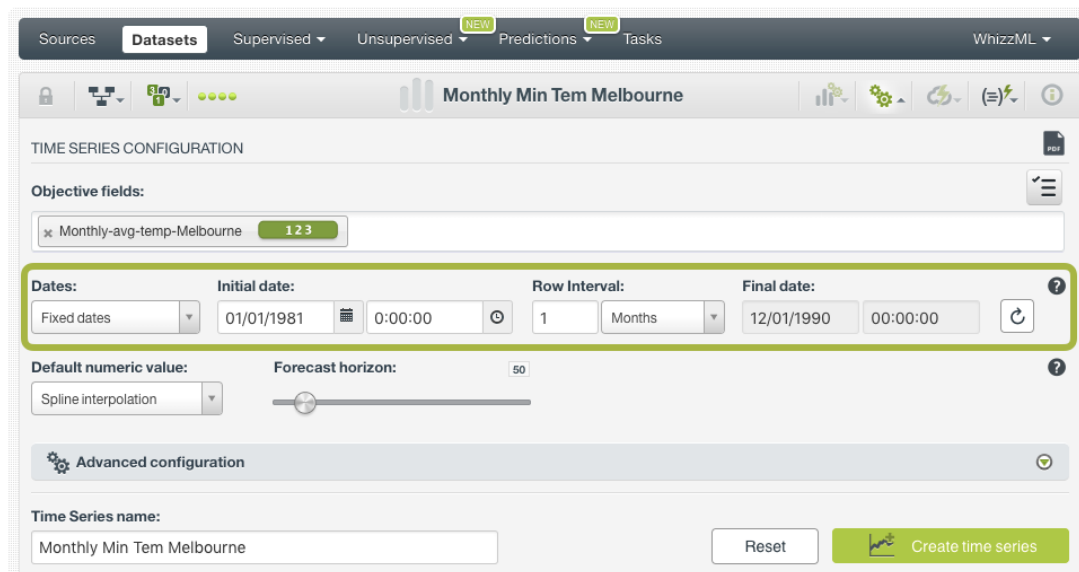 NEW NEW
Sources Datasets Supervised Unsupervised Predictions Tasks WhizzML
Monthly Min Tem Melbourne
TIME SERIES CONFIGURATION
PDF
Objective fields:
× Monthly-avg-temp-Melbourne 123
Dates: Initial date: Row Interval: Final date: ?
Fixed dates 01/01/1981 0:00:00 1 Months 12/01/1990 00:00:00
Default numeric value: Forecast horizon: 50 ?
Spline interpolation
Advanced configuration
Time Series name:
Monthly Min Tem Melbourne Reset Create time series